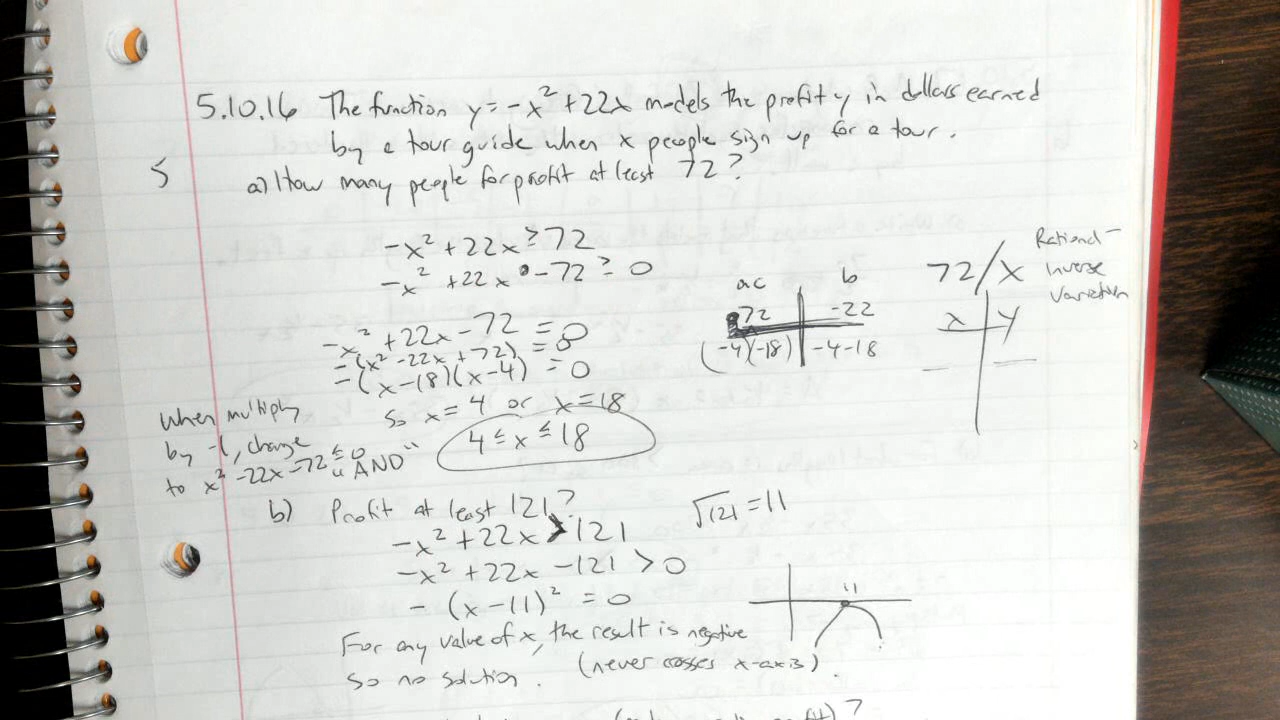 5.10.16 The function y = -x² + 22x models the profit y in dollars earned
by a tour guide when x people sign up for a tour.
5
a) How many people for profit at least 72?
-x² + 22x ≥ 72
-x² + 22x - 72 ≥ 0
-x² + 22x - 72 = 0
-(x² - 22x + 72) = 0
-(x - 18)(x - 4) = 0
So x = 4 or x = 18
4 ≤ x ≤ 18
ac b
72 -22
(-4)(-18) -4-18
72/x
Rational -
Inverse
Variation
x y
When multiply
by -1, change
to x² - 22x - 72 ≤ 0
"AND"
b) Profit at least 121?
√121 = 11
-x² + 22x > 121
-x² + 22x - 121 > 0
-(x - 11)² = 0
11
For any value of x, the result is negative
so no solution. (never crosses x-axis).